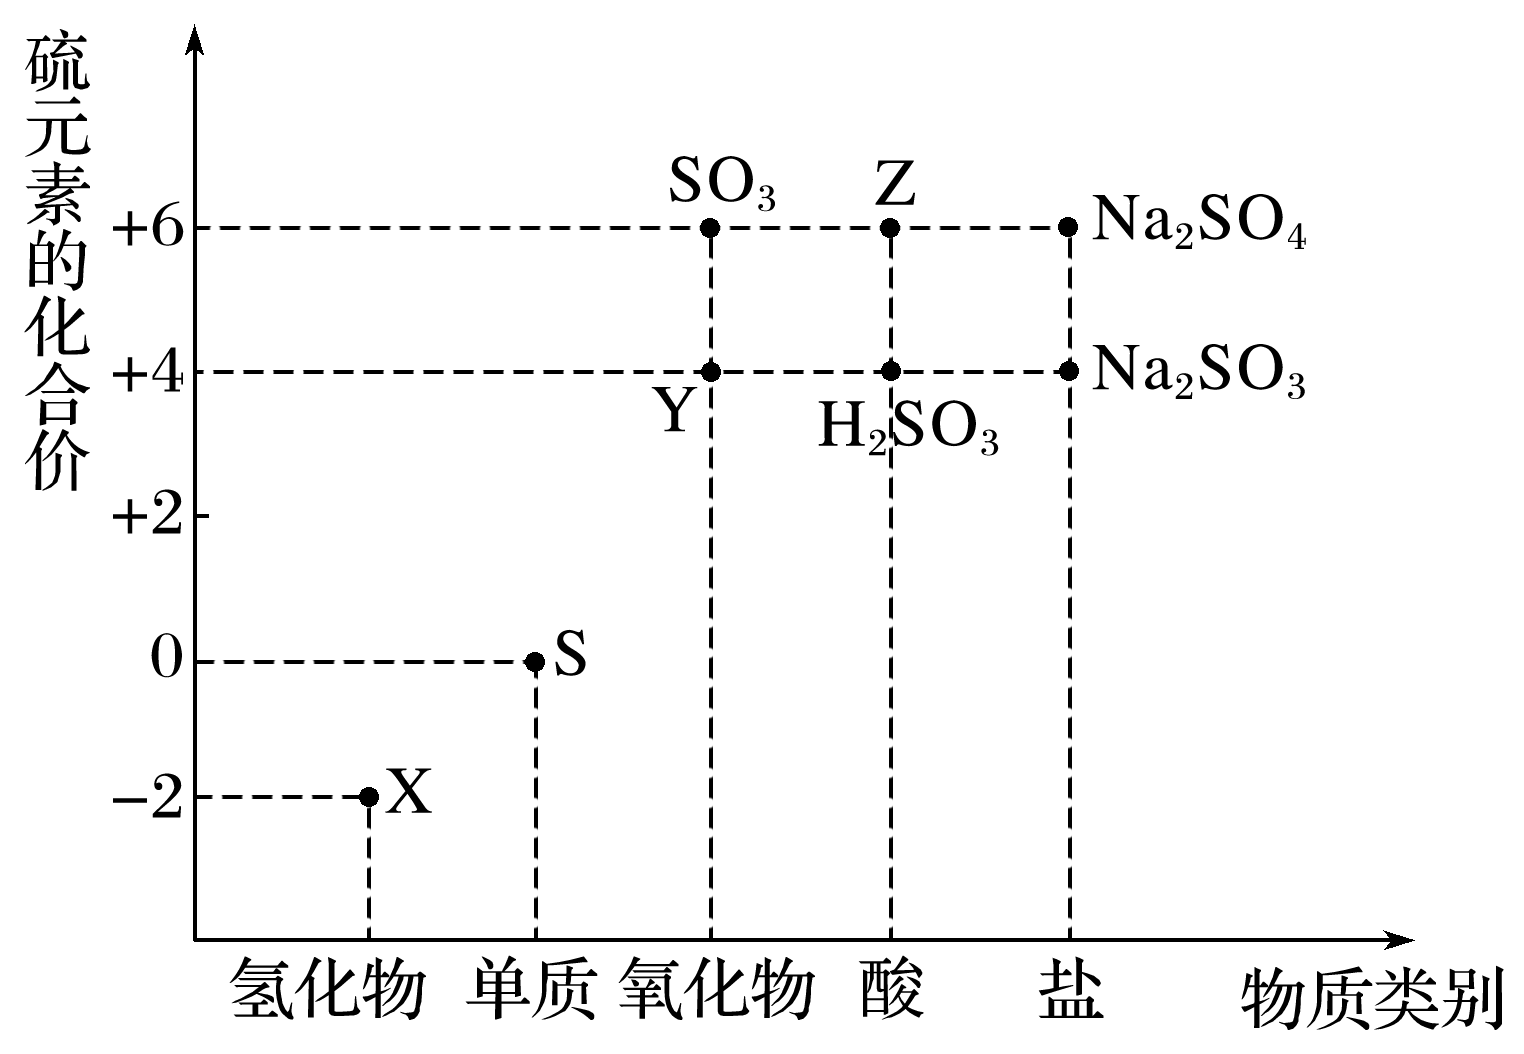 硫元素的化合价
SO₃
Z
+6
Na₂SO₄
+4
Na₂SO₃
Y
H₂SO₃
+2
0
S
−2
X
氢化物 单质 氧化物 酸 盐 物质类别